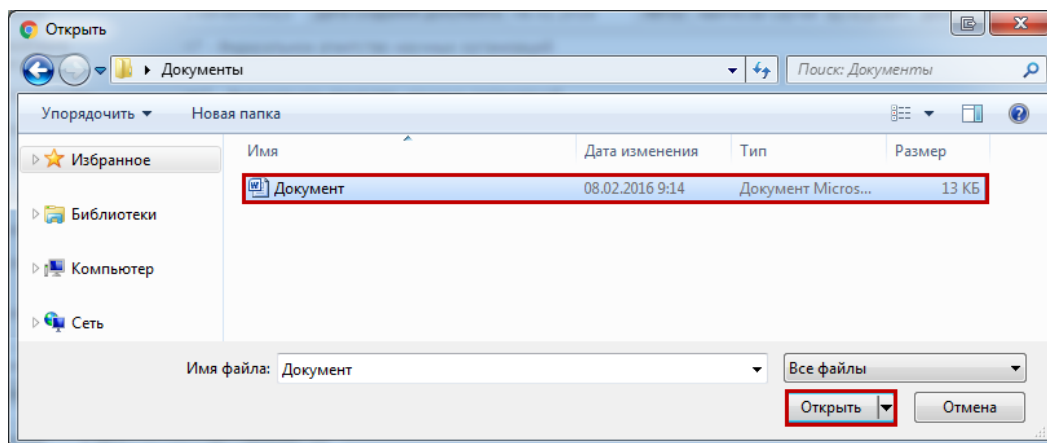 Открыть
Документы
Поиск: Документы
Упорядочить
Новая папка
Имя
Дата изменения
Тип
Размер
Избранное
Документ
08.02.2016 9:14
Документ Micros...
13 КБ
Библиотеки
Компьютер
Сеть
Имя файла: Документ
Все файлы
Открыть
Отмена